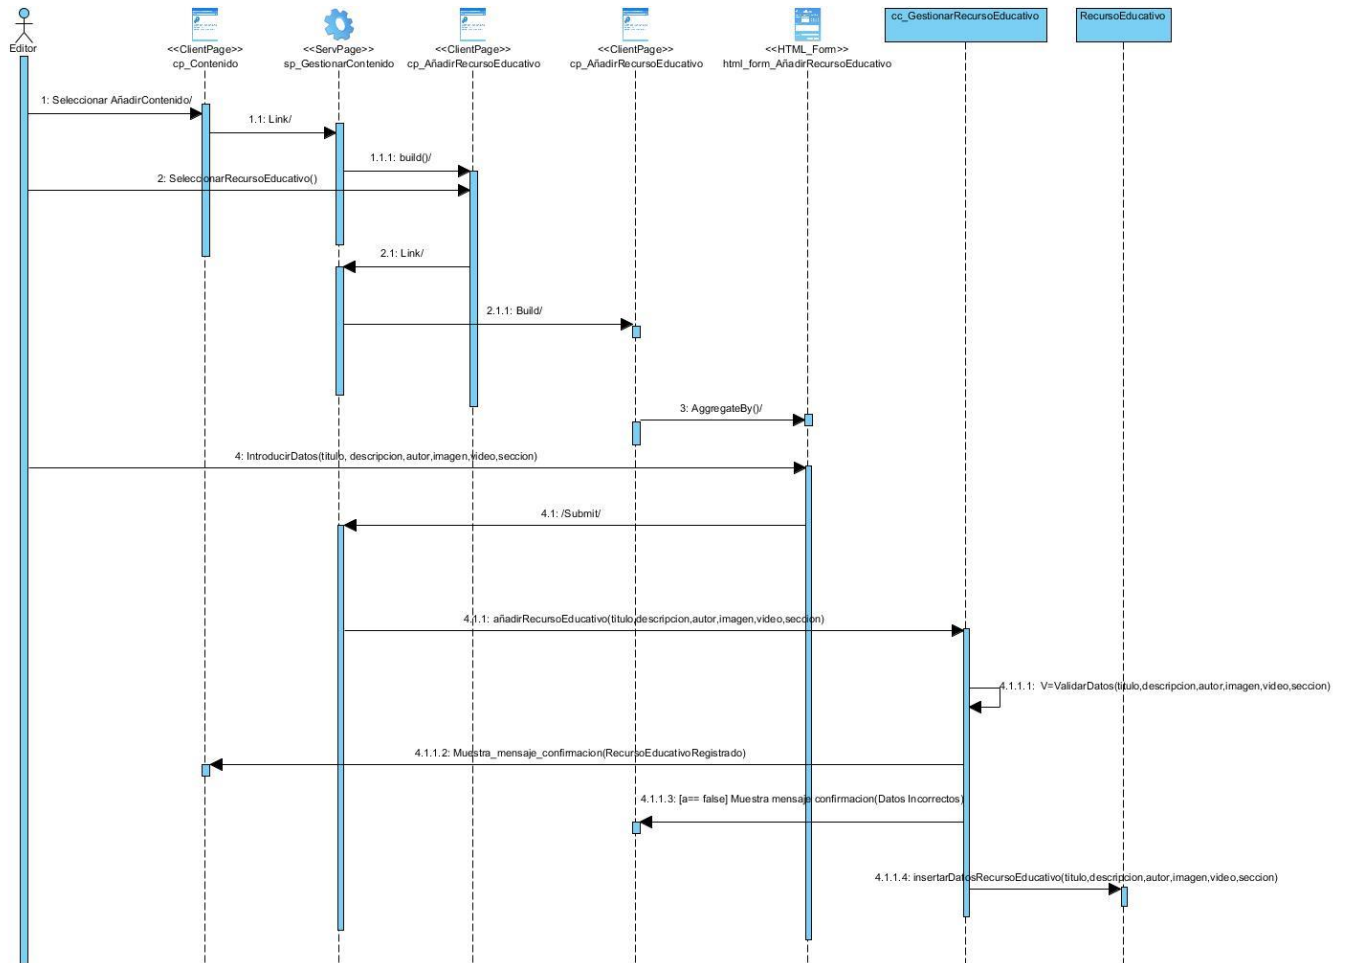 Editor
<<ClientPage>>
cp_Contenido
<<ServPage>>
sp_GestionarContenido
<<ClientPage>>
cp_AñadirRecursoEducativo
<<ClientPage>>
cp_AñadirRecursoEducativo
<<HTML_Form>>
html_form_AñadirRecursoEducativo
cc_GestionarRecursoEducativo
RecursoEducativo
1: Seleccionar AñadirContenido/
1.1: Link/
1.1.1: build()/
2: SeleccionarRecursoEducativo()
2.1: Link/
2.1.1: Build/
3: AggregateBy()/
4: IntroducirDatos(titulo, descripcion,autor,imagen,video,seccion)
4.1: /Submit/
4.1.1: añadirRecursoEducativo(titulo,descripcion,autor,imagen,video,seccion)
4.1.1.1: V=ValidarDatos(titulo,descripcion,autor,imagen,video,seccion)
4.1.1.2: Muestra_mensaje_confirmacion(RecursoEducativoRegistrado)
4.1.1.3: [a== false] Muestra mensaje confirmacion(Datos Incorrectos)
4.1.1.4: insertarDatosRecursoEducativo(titulo,descripcion,autor,imagen,video,seccion)